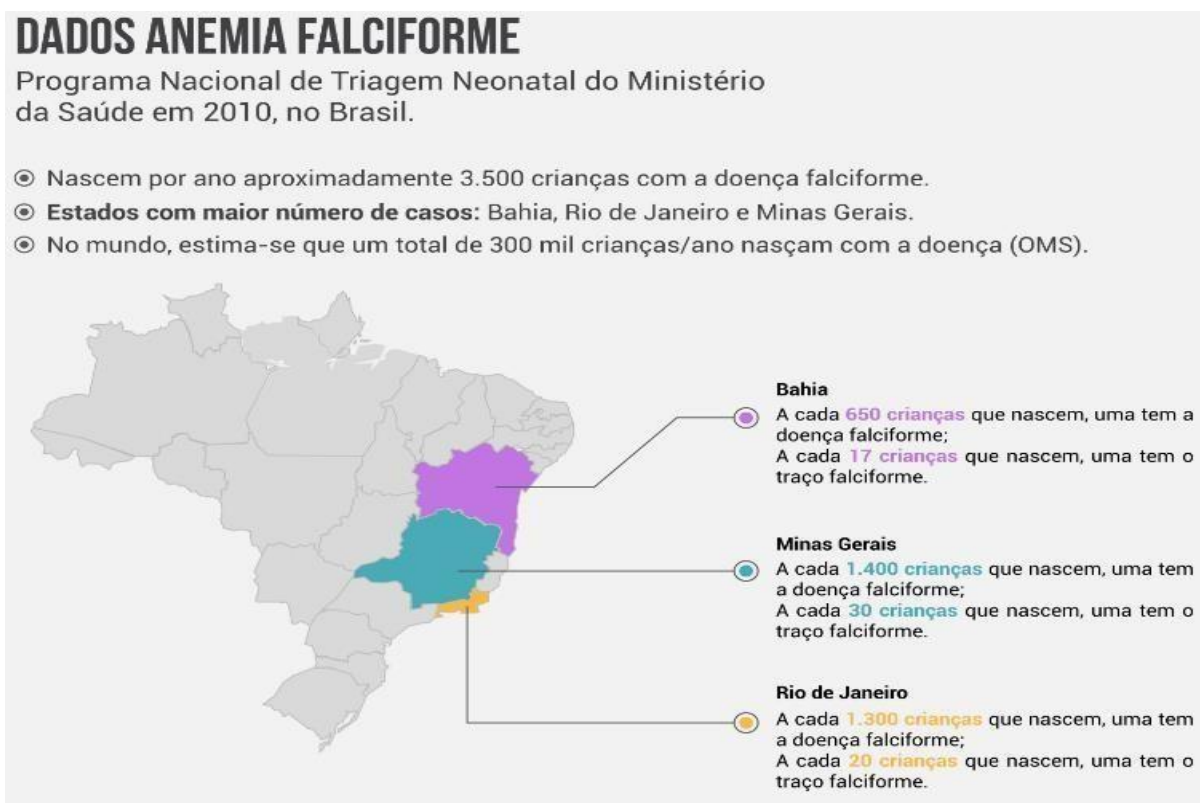 DADOS ANEMIA FALCIFORME
Programa Nacional de Triagem Neonatal do Ministério
da Saúde em 2010, no Brasil.
Nascem por ano aproximadamente 3.500 crianças com a doença falciforme.
Estados com maior número de casos: Bahia, Rio de Janeiro e Minas Gerais.
No mundo, estima-se que um total de 300 mil crianças/ano nasçam com a doença (OMS).
Bahia
A cada 650 crianças que nascem, uma tem a
doença falciforme;
A cada 17 crianças que nascem, uma tem o
traço falciforme.
Minas Gerais
A cada 1.400 crianças que nascem, uma tem
a doença falciforme;
A cada 30 crianças que nascem, uma tem o
traço falciforme.
Rio de Janeiro
A cada 1.300 crianças que nascem, uma tem
a doença falciforme;
A cada 20 crianças que nascem, uma tem o
traço falciforme.